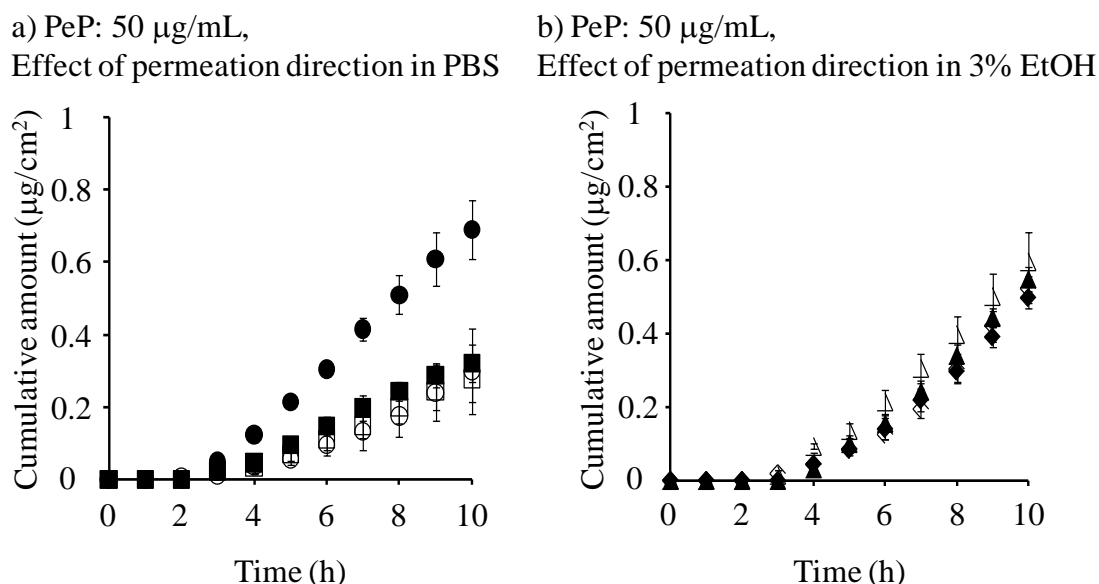 a) PeP: 50 μg/mL,
Effect of permeation direction in PBS
b) PeP: 50 μg/mL,
Effect of permeation direction in 3% EtOH
Cumulative amount (μg/cm²)
1
0.8
0.6
0.4
0.2
0
0 2 4 6 8 10
Time (h)
Cumulative amount (μg/cm²)
1
0.8
0.6
0.4
0.2
0
0 2 4 6 8 10
Time (h)